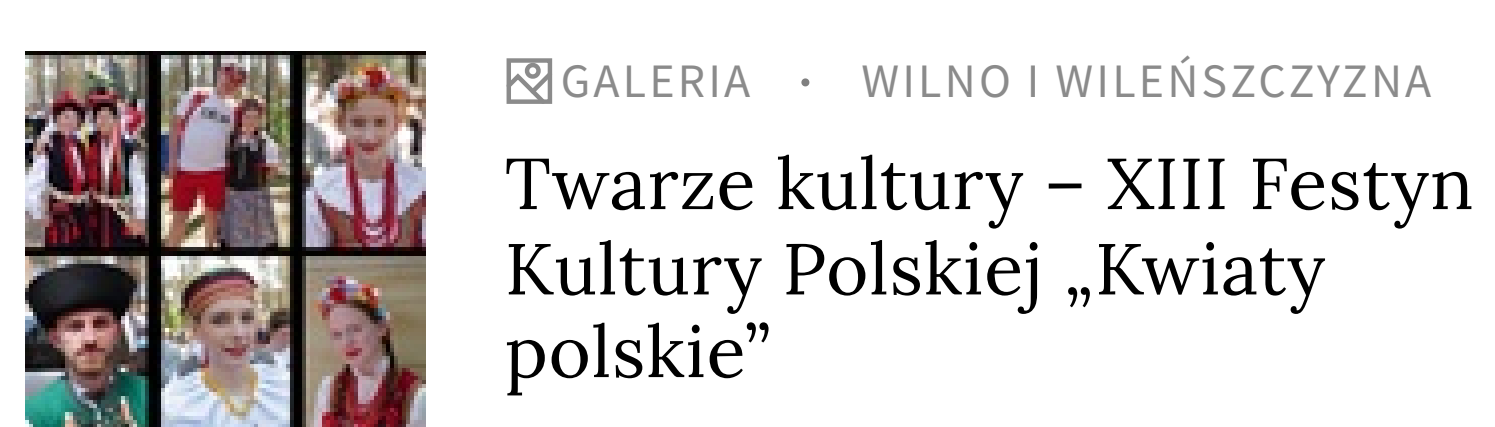 GALERIA • WILNO I WILEŃSZCZYZNA
Twarze kultury – XIII Festyn
Kultury Polskiej „Kwiaty
polskie”